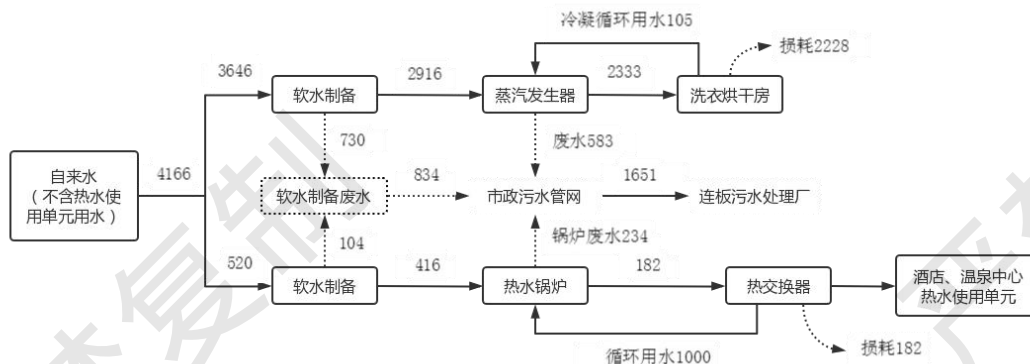 冷凝循环用水105
损耗2228
3646
2916
2333
软水制备
蒸汽发生器
洗衣烘干房
730
废水583
自来水
（不含热水使
用单元用水）
4166
软水制备废水
834
市政污水管网
1651
连板污水处理厂
104
锅炉废水234
520
416
182
软水制备
热水锅炉
热交换器
酒店、温泉中心
热水使用单元
循环用水1000
损耗182
复制